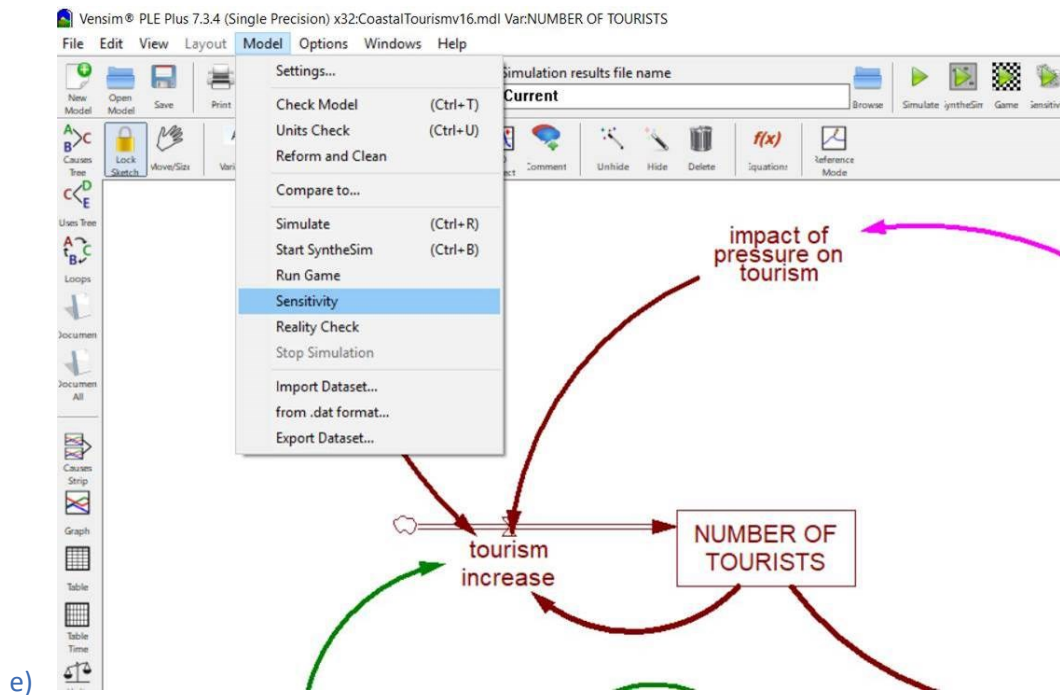 Vensim® PLE Plus 7.3.4 (Single Precision) x32:CoastalTourismv16.mdl Var:NUMBER OF TOURISTS
File Edit View Layout Model Options Windows Help
Settings...
Check Model (Ctrl+T)
Units Check (Ctrl+U)
Reform and Clean
Compare to...
Simulate (Ctrl+R)
Start SyntheSim (Ctrl+B)
Run Game
Sensitivity
Reality Check
Stop Simulation
Import Dataset...
from .dat format...
Export Dataset...
Simulation results file name
Current
New Model
Open Model
Save
Print
Browse
Simulate
Game
A B C
Causes Tree
Lock Sketch
Move/Size
Vari
Comment
Unhide
Hide
Delete
f(x)
Equations
Reference Mode
C D E
Uses Tree
A B C
Loops
Documen
Documen All
Causes Strip
Graph
Table
Table Time
impact of
pressure on
tourism
tourism
increase
NUMBER OF
TOURISTS
e)